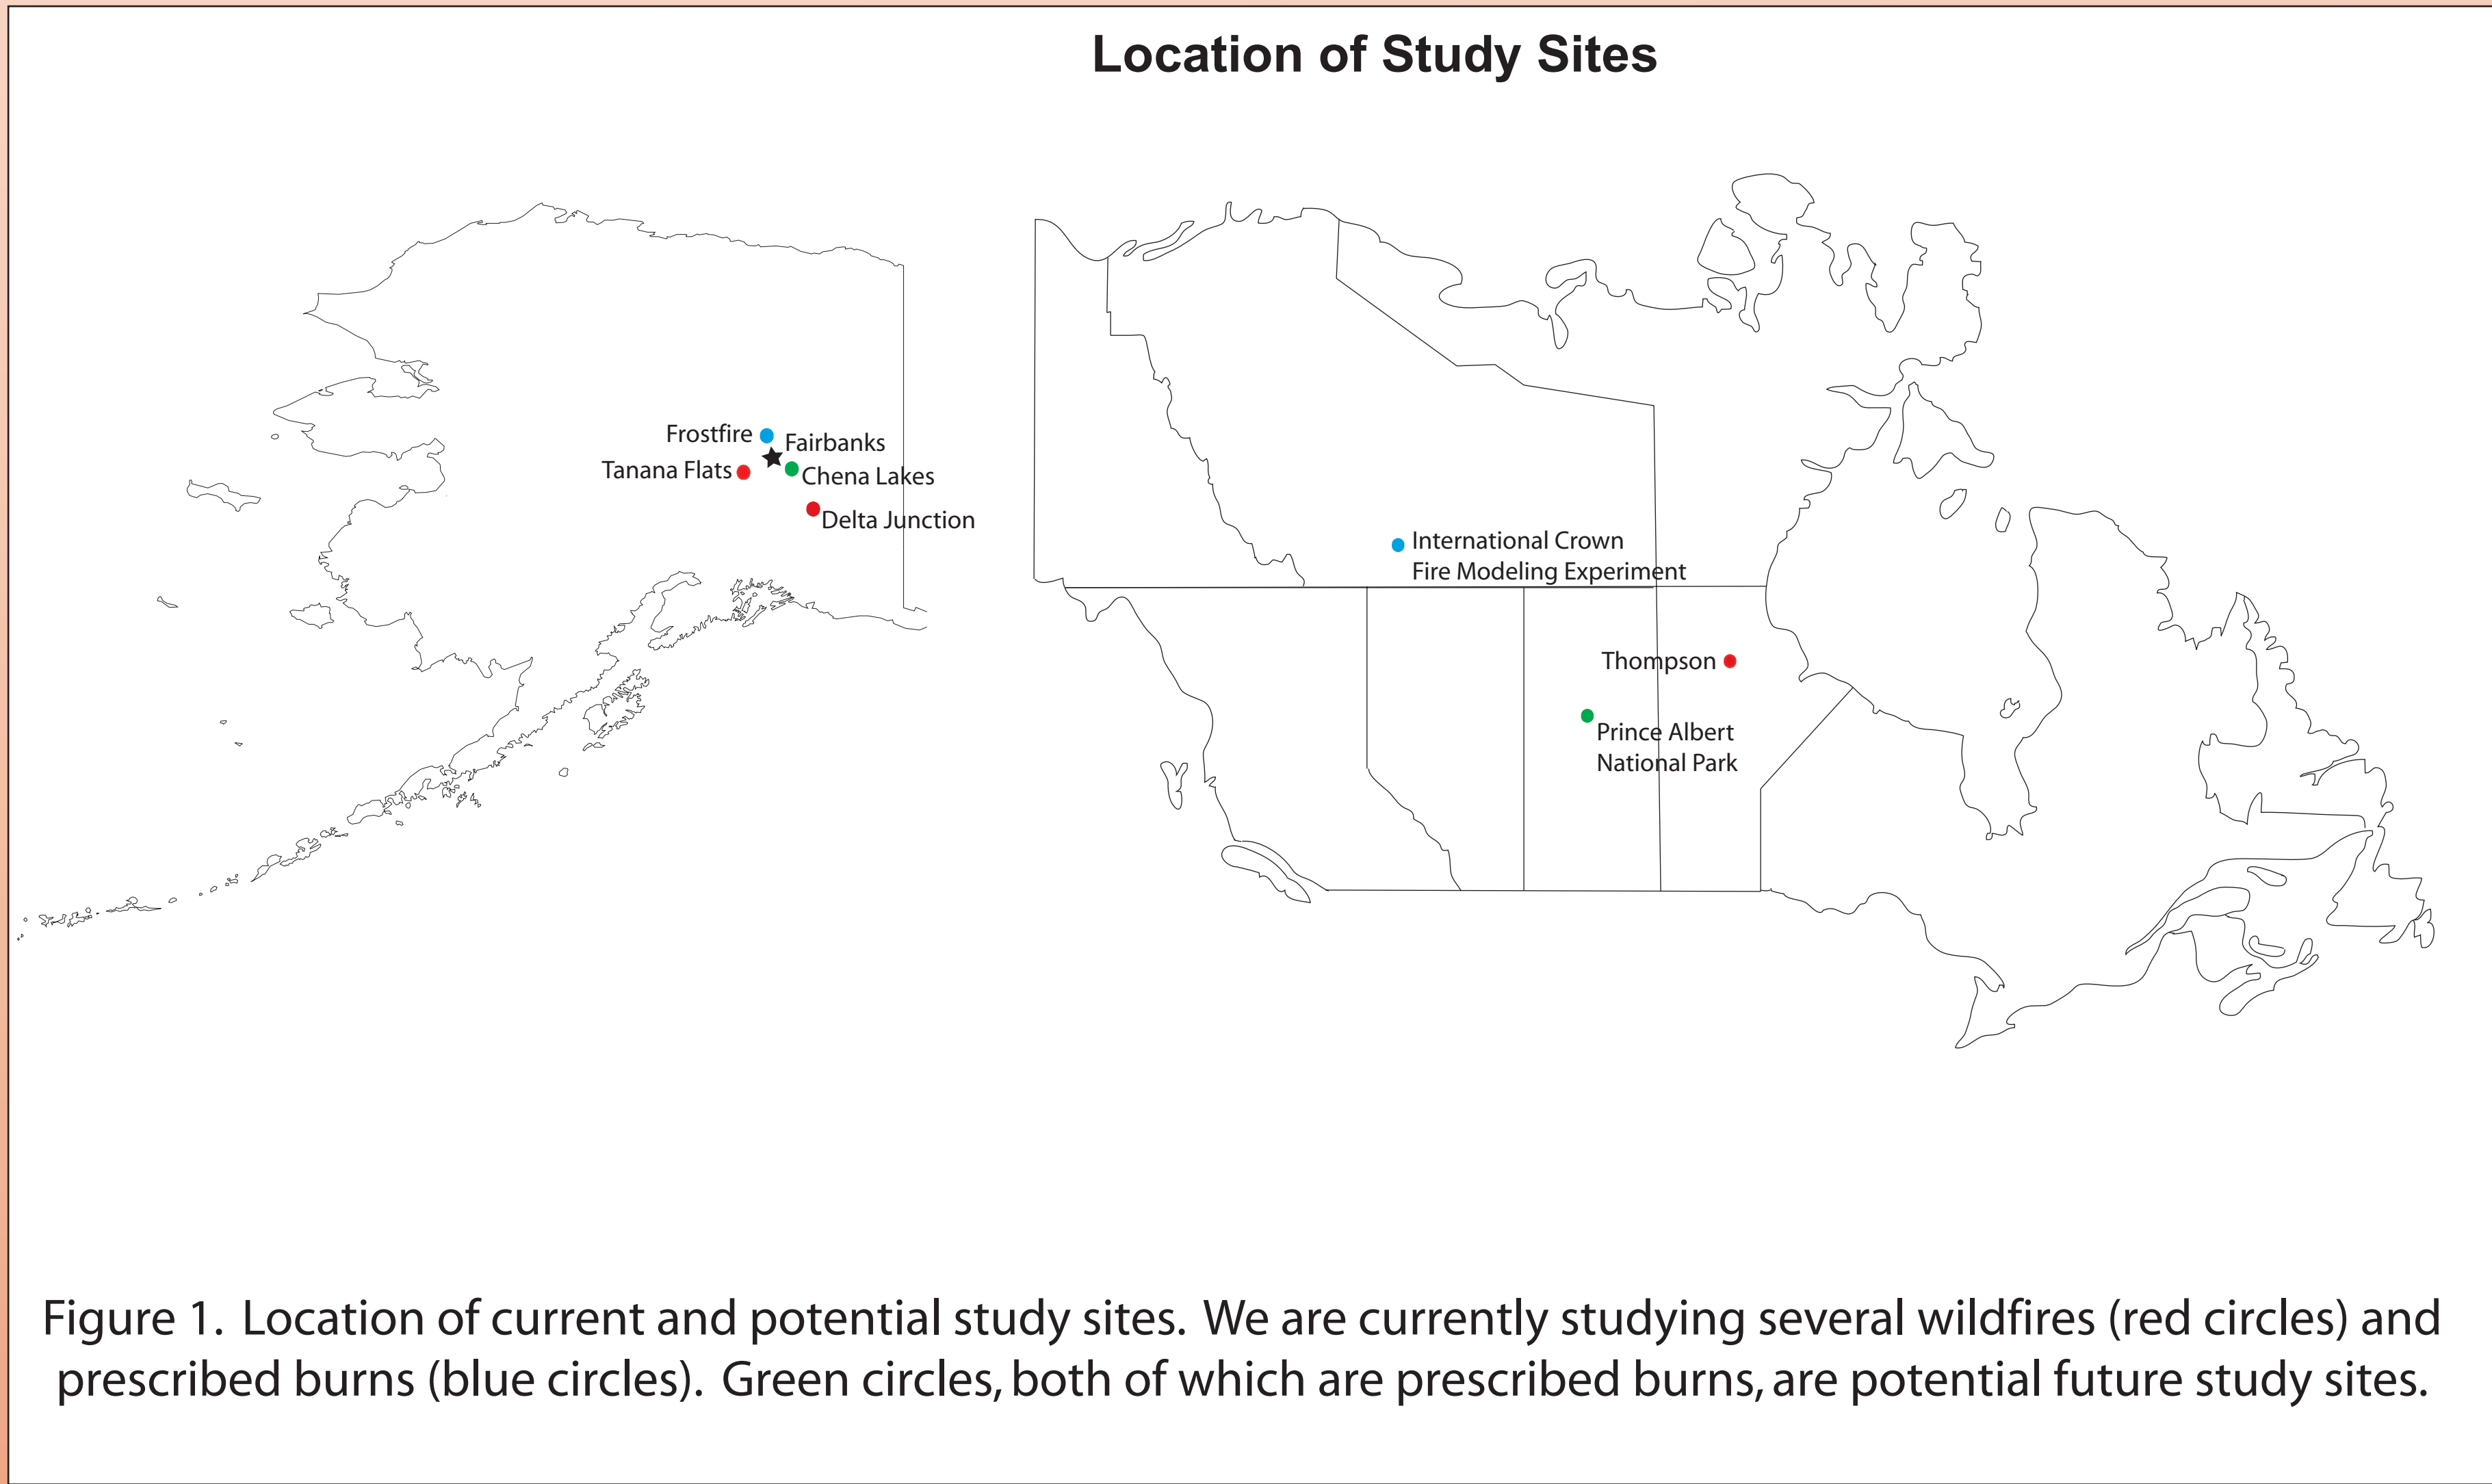 Location of Study Sites
Frostfire
Fairbanks
Tanana Flats
Chena Lakes
Delta Junction
International Crown
Fire Modeling Experiment
Thompson
Prince Albert
National Park
Figure 1. Location of current and potential study sites. We are currently studying several wildfires (red circles) and
prescribed burns (blue circles). Green circles, both of which are prescribed burns, are potential future study sites.